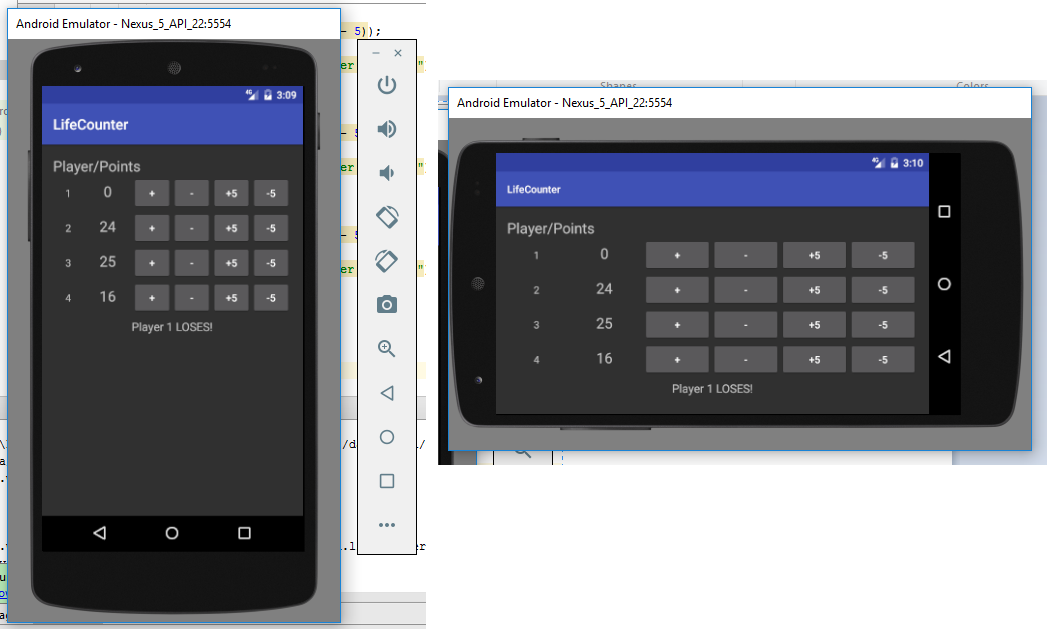 Android Emulator - Nexus_5_API_22:5554
5));
4G 3:09
LifeCounter
Player/Points
1 0 + - +5 -5
2 24 + - +5 -5
3 25 + - +5 -5
4 16 + - +5 -5
Player 1 LOSES!
Shapes
Colors
Android Emulator - Nexus_5_API_22:5554
4G 3:10
LifeCounter
Player/Points
1 0 + - +5 -5
2 24 + - +5 -5
3 25 + - +5 -5
4 16 + - +5 -5
Player 1 LOSES!